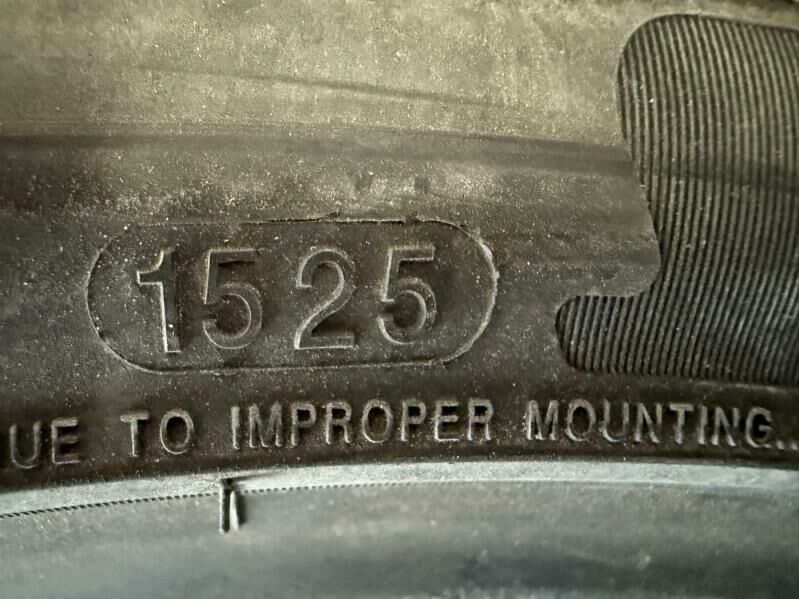 1525
UE TO IMPROPER MOUNTING...